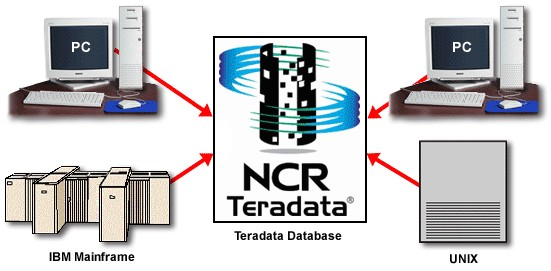 PC
PC
NCR
Teradata®
Teradata Database
IBM Mainframe
UNIX